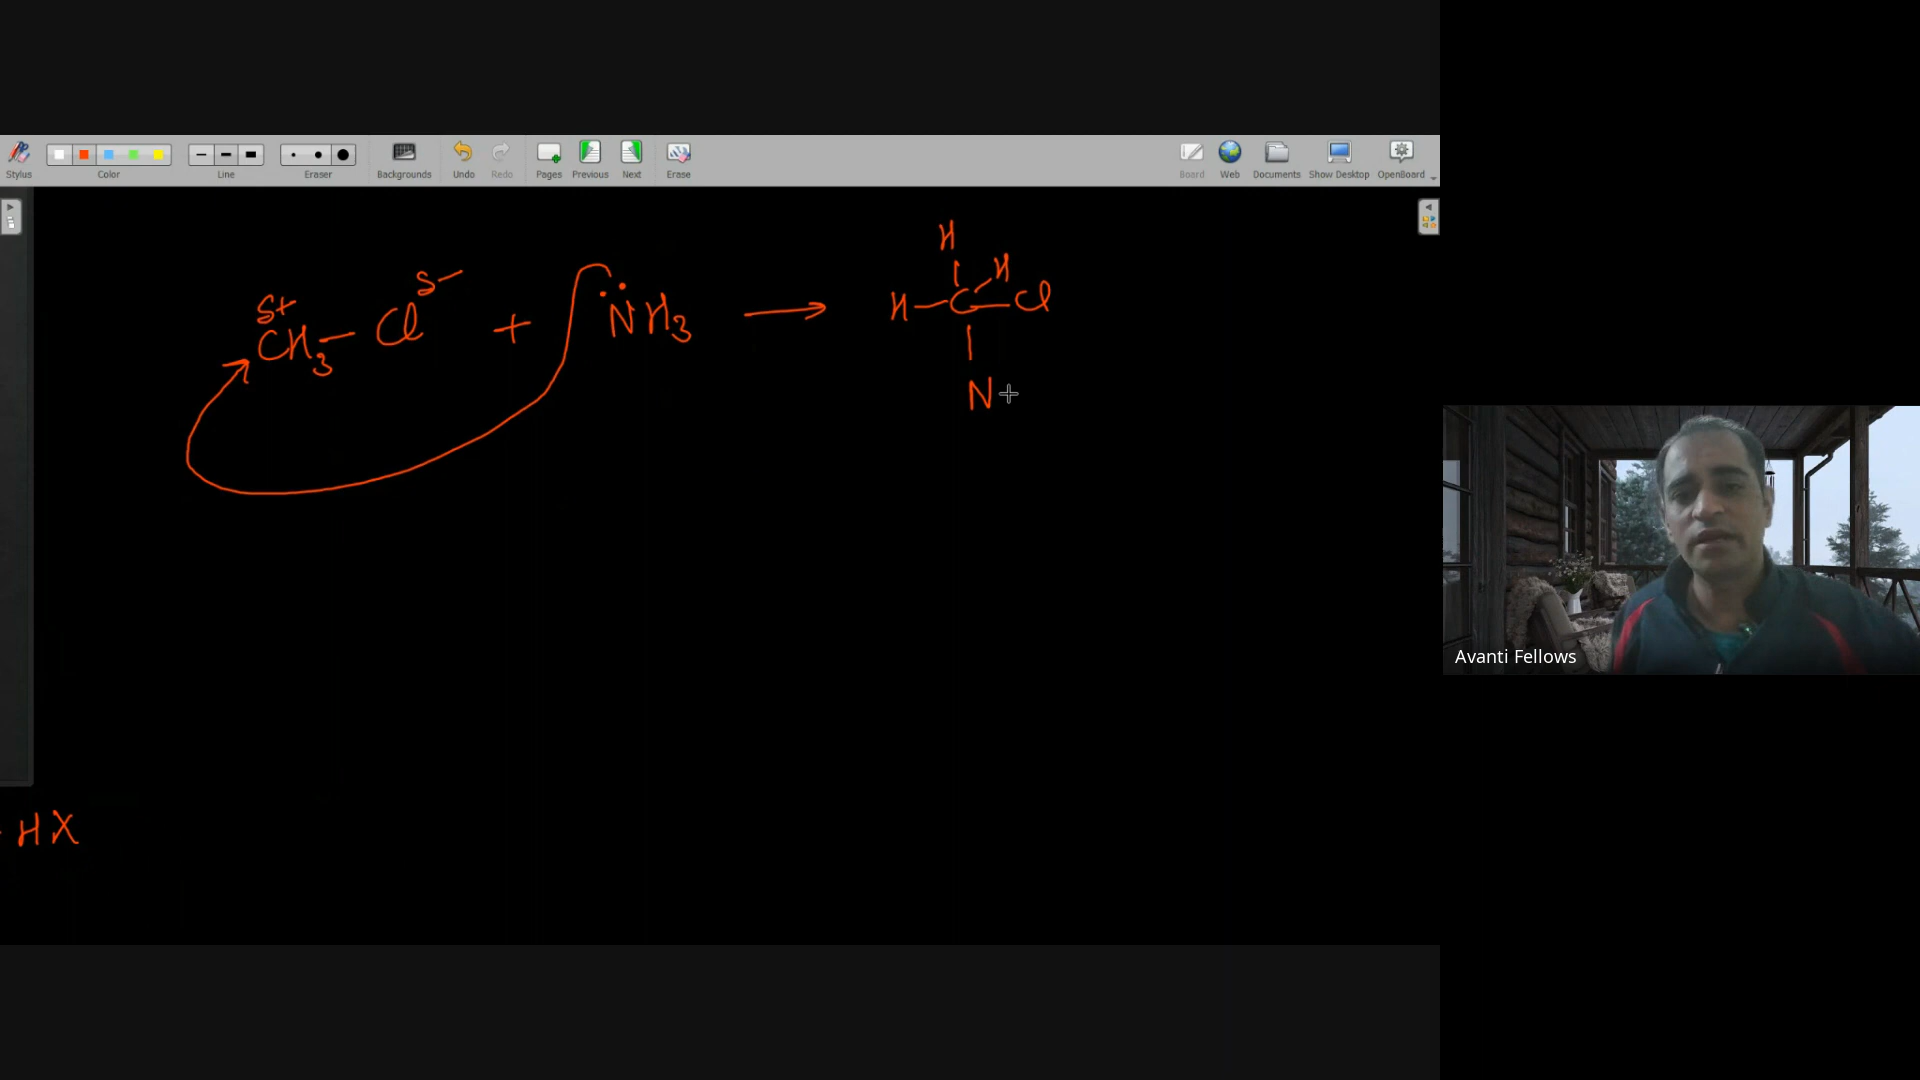 Stylus Color Line Eraser Backgrounds Undo Redo Pages Previous Next Erase Board Web Documents Show Desktop OpenBoard
H
H
δ+ δ-
CH3 - Cl + NH3 → H - C - Cl
N
HX
Avanti Fellows